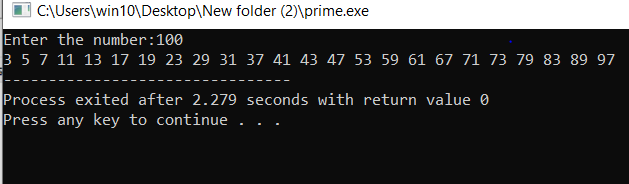 C:\Users\win10\Desktop\New folder (2)\prime.exe
Enter the number:100
3 5 7 11 13 17 19 23 29 31 37 41 43 47 53 59 61 67 71 73 79 83 89 97
--------------------------------
Process exited after 2.279 seconds with return value 0
Press any key to continue . . .